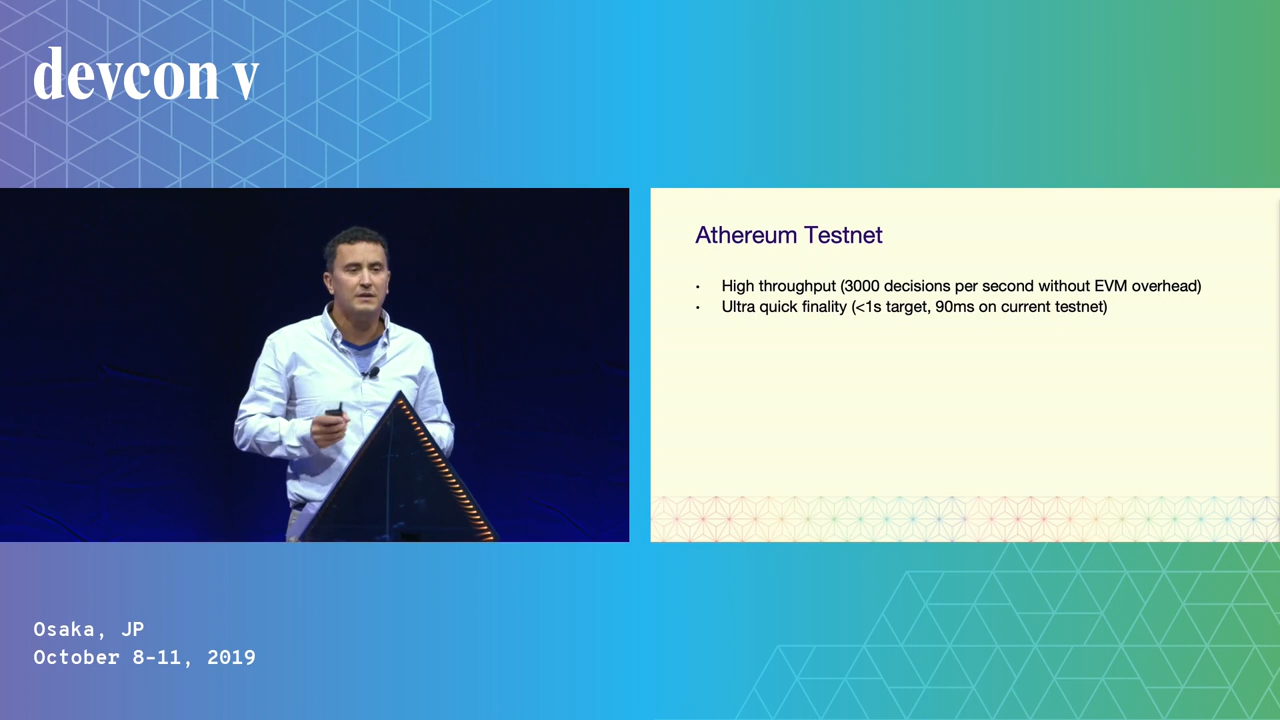 devcon v
Athereum Testnet
• High throughput (3000 decisions per second without EVM overhead)
• Ultra quick finality (<1s target, 90ms on current testnet)
Osaka, JP
October 8-11, 2019